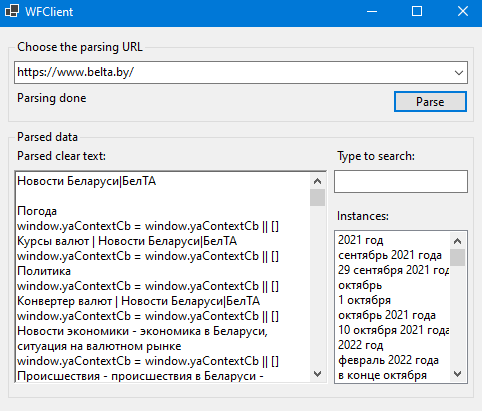 WFClient
Choose the parsing URL
https://www.belta.by/
Parsing done
Parse
Parsed data
Parsed clear text:
Новости Беларуси|БелТА
Погода
window.yaContextCb = window.yaContextCb || []
Курсы валют | Новости Беларуси|БелТА
window.yaContextCb = window.yaContextCb || []
Политика
window.yaContextCb = window.yaContextCb || []
Конвертер валют | Новости Беларуси|БелТА
window.yaContextCb = window.yaContextCb || []
Новости экономики - экономика в Беларуси,
ситуация на валютном рынке
window.yaContextCb = window.yaContextCb || []
Происшествия - происшествия в Беларуси -
Type to search:
Instances:
2021 год
сентябрь 2021 года
29 сентября 2021 год
октябрь
1 октября
октябрь 2021 года
10 октября 2021 года
2022 год
февраль 2022 года
в конце октября